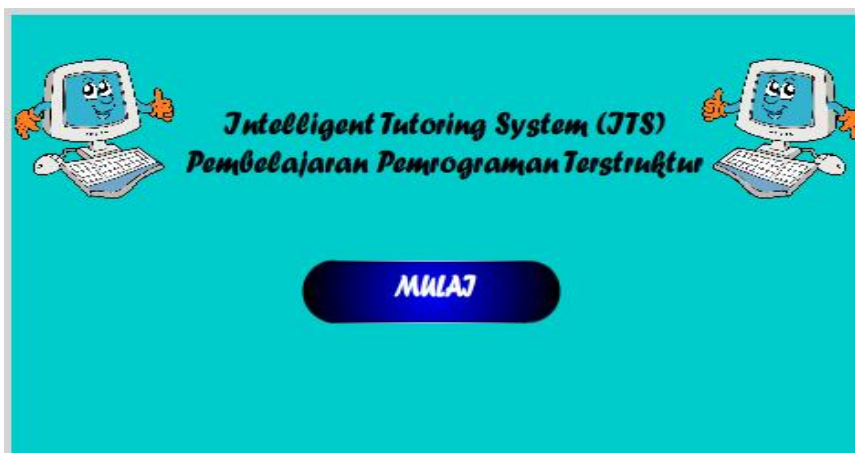 Intelligent Tutoring System (ITS)
Pembelajaran Pemrograman Terstruktur
MULAI